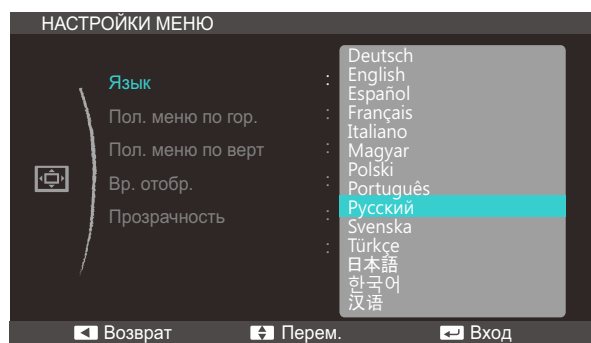 НАСТРОЙКИ МЕНЮ
Язык :
Пол. меню по гор. :
Пол. меню по верт :
Вр. отобр. :
Прозрачность :
:
Deutsch
English
Español
Français
Italiano
Magyar
Polski
Português
Русский
Svenska
Türkçe
日本語
한국어
汉语
Возврат Перем. Вход